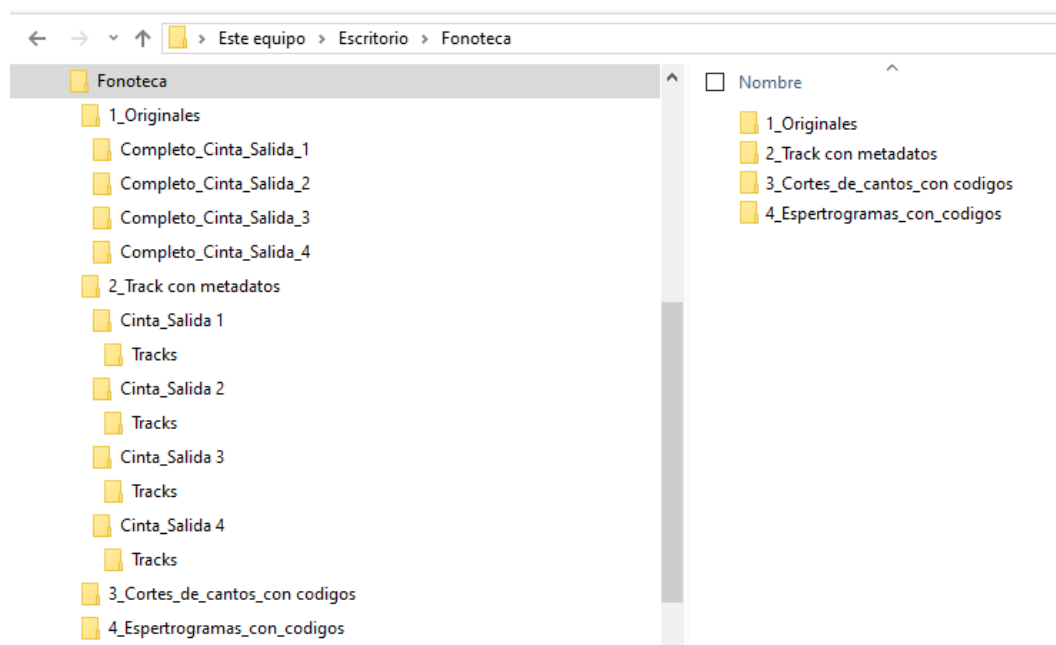 Este equipo > Escritorio > Fonoteca
Fonoteca
1_Originales
Completo_Cinta_Salida_1
Completo_Cinta_Salida_2
Completo_Cinta_Salida_3
Completo_Cinta_Salida_4
2_Track con metadatos
Cinta_Salida 1
Tracks
Cinta_Salida 2
Tracks
Cinta_Salida 3
Tracks
Cinta_Salida 4
Tracks
3_Cortes_de_cantos_con codigos
4_Espertrogramas_con_codigos
Nombre
1_Originales
2_Track con metadatos
3_Cortes_de_cantos_con codigos
4_Espertrogramas_con_codigos